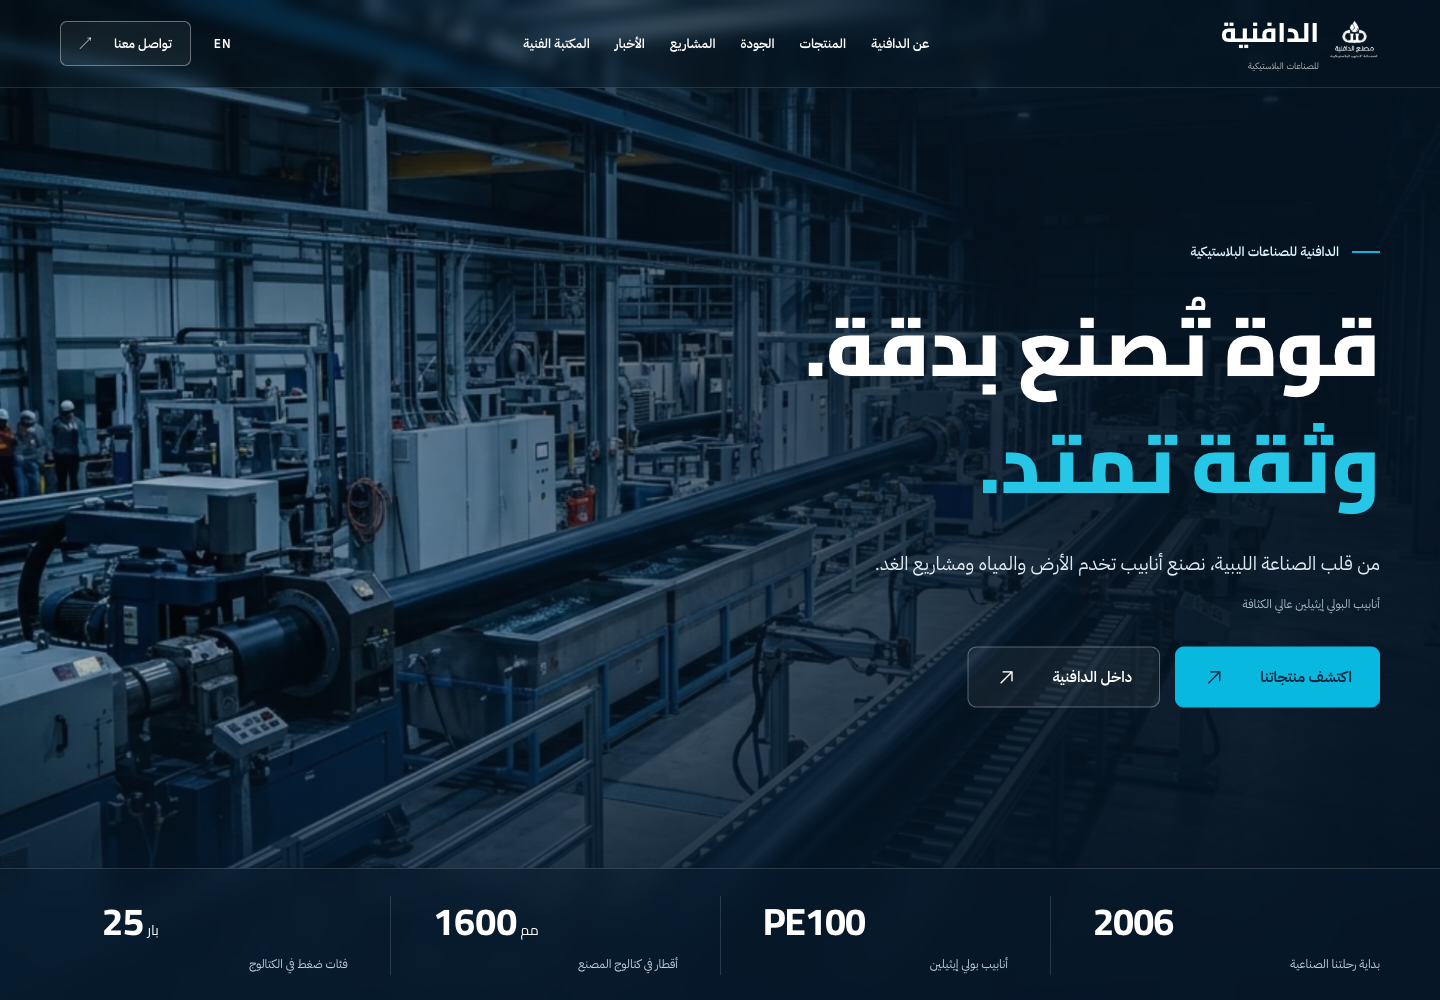 مصنع الدافنية
الدافنية
للصناعات البلاستيكية
عن الدافنية
المنتجات
الجودة
المشاريع
الأخبار
المكتبة الفنية
EN
تواصل معنا
الدافنية للصناعات البلاستيكية
قوة تُصنع بدقة.
وثقة تمتد.
من قلب الصناعة الليبية، نصنع أنابيب تخدم الأرض والمياه ومشاريع الغد.
أنابيب البولي إيثيلين عالي الكثافة
اكتشف منتجاتنا
داخل الدافنية
2006
بداية رحلتنا الصناعية
PE100
أنابيب بولي إيثيلين
1600 مم
أقطار في كتالوج المصنع
25 بار
فئات ضغط في الكتالوج